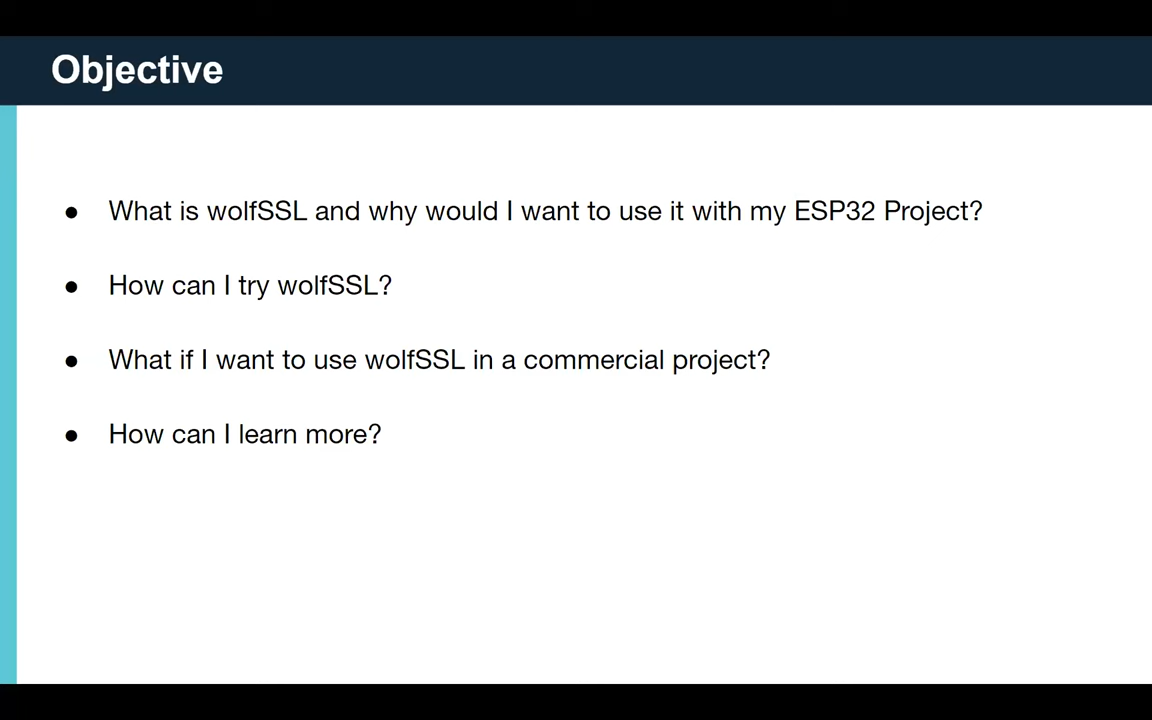 Objective
● What is wolfSSL and why would I want to use it with my ESP32 Project?
● How can I try wolfSSL?
● What if I want to use wolfSSL in a commercial project?
● How can I learn more?